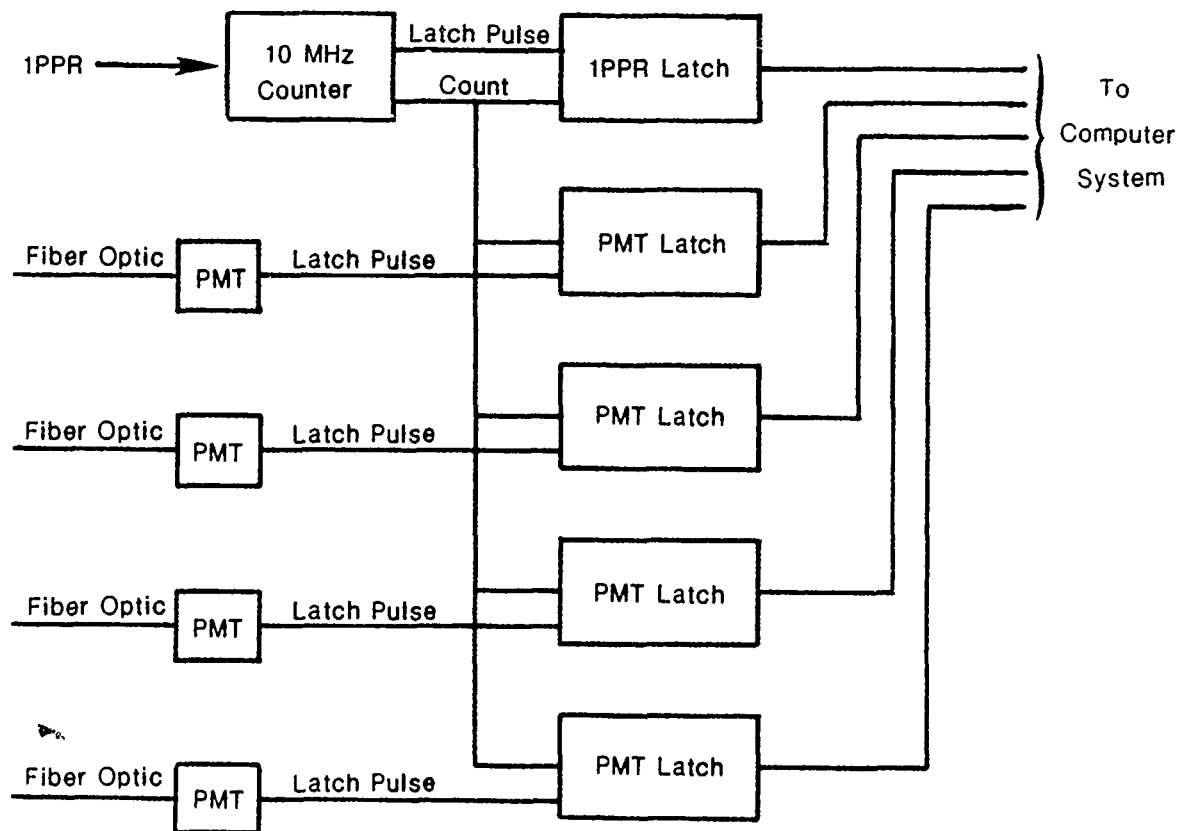 1PPR
10 MHz
Counter
Latch Pulse
Count
1PPR Latch
To
Computer
System
Fiber Optic
PMT
Latch Pulse
PMT Latch
Fiber Optic
PMT
Latch Pulse
PMT Latch
Fiber Optic
PMT
Latch Pulse
PMT Latch
Fiber Optic
PMT
Latch Pulse
PMT Latch